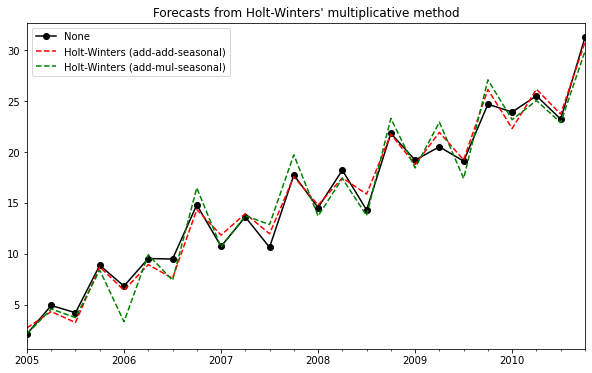 Forecasts from Holt-Winters' multiplicative method
None
Holt-Winters (add-add-seasonal)
Holt-Winters (add-mul-seasonal)
30
25
20
15
10
5
2005 2006 2007 2008 2009 2010